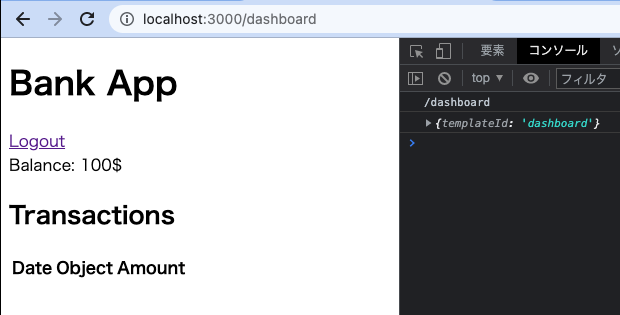 localhost:3000/dashboard
Bank App
Logout
Balance: 100$
Transactions
Date Object Amount
要素 コンソール
top ▼ フィルタ
/dashboard
▶ {templateId: 'dashboard'}